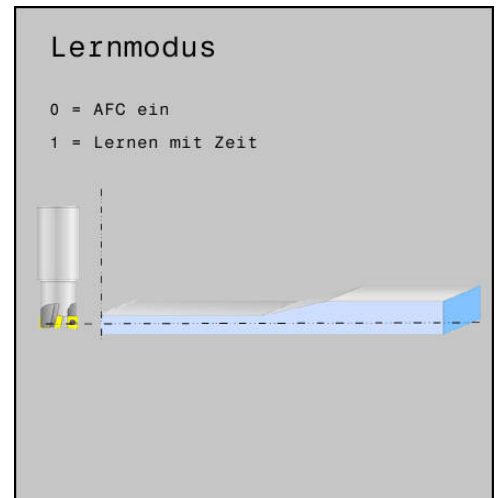 Lernmodus
0 = AFC ein
1 = Lernen mit Zeit